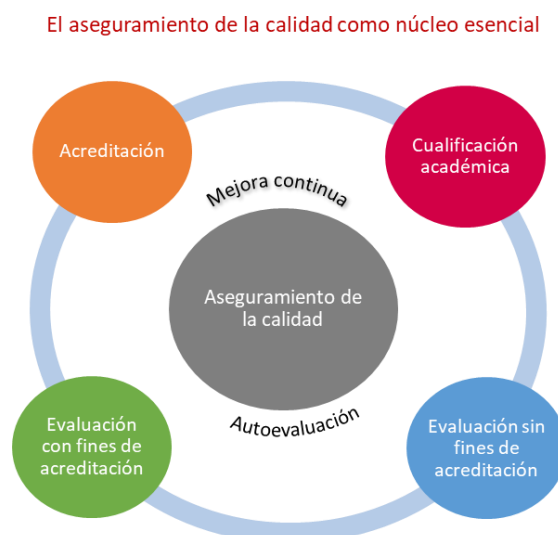 El aseguramiento de la calidad como núcleo esencial
Acreditación
Cualificación
académica
Mejora continua
Aseguramiento de
la calidad
Autoevaluación
Evaluación
con fines de
acreditación
Evaluación sin
fines de
acreditación